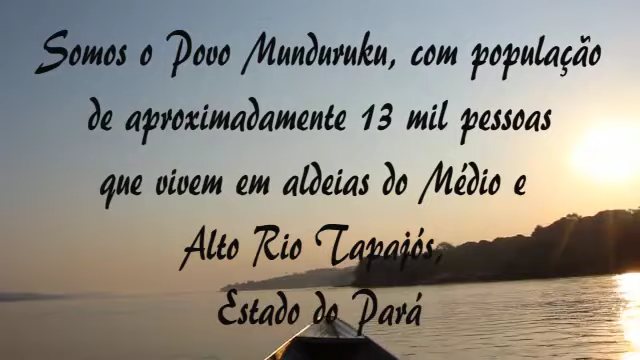 Somos o Povo Munduruku, com população
de aproximadamente 13 mil pessoas
que vivem em aldeias do Médio e
Alto Rio Tapajós,
Estado do Pará